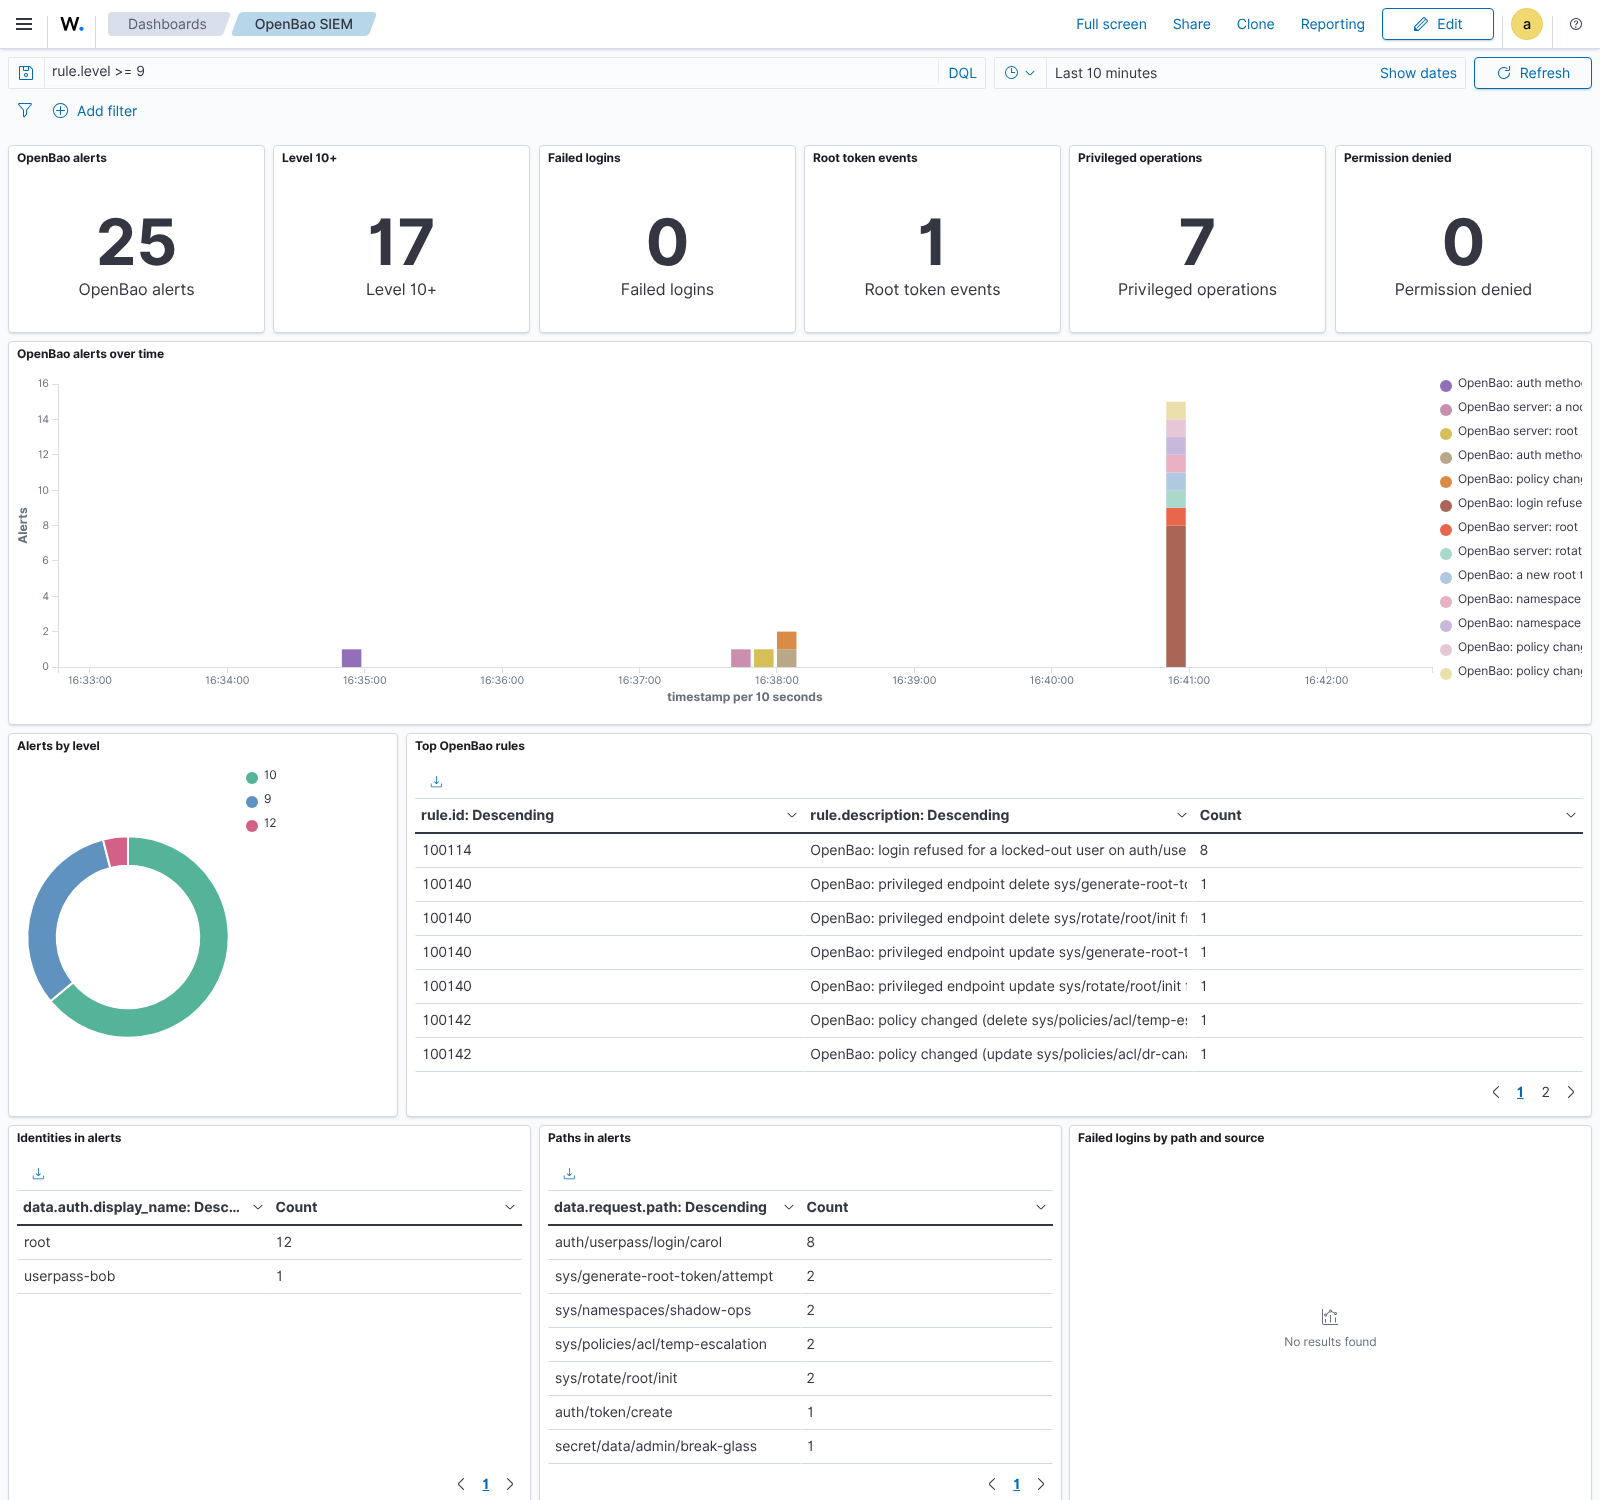 W.
Dashboards
OpenBao SIEM
Full screen
Share
Clone
Reporting
Edit
a
rule.level >= 9
DQL
Last 10 minutes
Show dates
Refresh
Add filter
OpenBao alerts
25
OpenBao alerts
Level 10+
17
Level 10+
Failed logins
0
Failed logins
Root token events
1
Root token events
Privileged operations
7
Privileged operations
Permission denied
0
Permission denied
OpenBao alerts over time
16
14
12
10
8
6
4
2
0
Alerts
16:33:00
16:34:00
16:35:00
16:36:00
16:37:00
16:38:00
16:39:00
16:40:00
16:41:00
16:42:00
timestamp per 10 seconds
OpenBao: auth metho
OpenBao server: a noc
OpenBao server: root
OpenBao: auth metho
OpenBao: policy chang
OpenBao: login refuse
OpenBao server: root
OpenBao server: rotat
OpenBao: a new root t
OpenBao: namespace
OpenBao: namespace
OpenBao: policy chang
OpenBao: policy chang
Alerts by level
10
9
12
Top OpenBao rules
rule.id: Descending
rule.description: Descending
Count
100114 OpenBao: login refused for a locked-out user on auth/use 8
100140 OpenBao: privileged endpoint delete sys/generate-root-to 1
100140 OpenBao: privileged endpoint delete sys/rotate/root/init fr 1
100140 OpenBao: privileged endpoint update sys/generate-root-t 1
100140 OpenBao: privileged endpoint update sys/rotate/root/init 1
100142 OpenBao: policy changed (delete sys/policies/acl/temp-es 1
100142 OpenBao: policy changed (update sys/policies/acl/dr-cana 1
1 2
Identities in alerts
data.auth.display_name: Desc... Count
root 12
userpass-bob 1
1
Paths in alerts
data.request.path: Descending Count
auth/userpass/login/carol 8
sys/generate-root-token/attempt 2
sys/namespaces/shadow-ops 2
sys/policies/acl/temp-escalation 2
sys/rotate/root/init 2
auth/token/create 1
secret/data/admin/break-glass 1
1
Failed logins by path and source
No results found